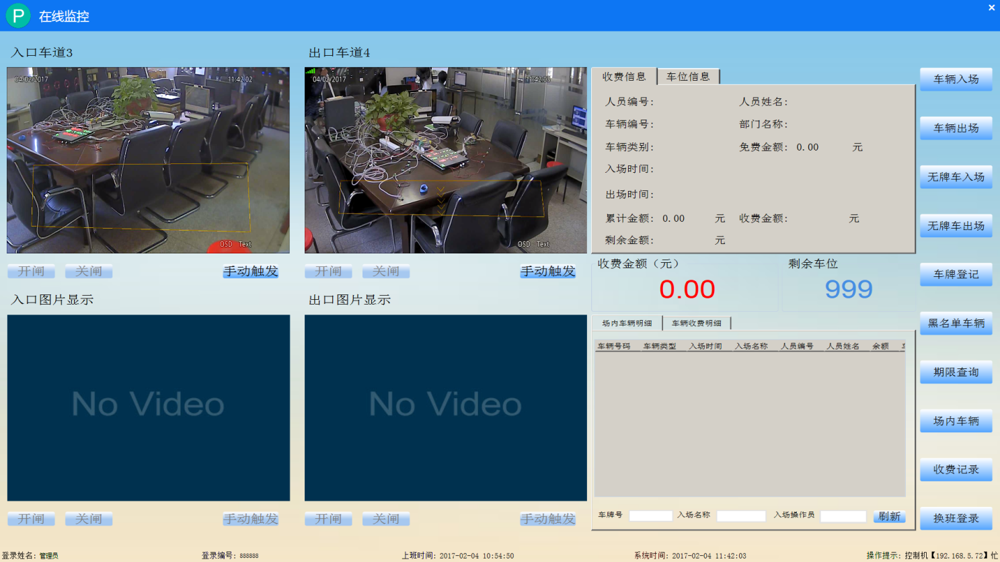 P 在线监控 ×
入口车道3
出口车道4
04/02/2017 11:42:02
OSD Text
04/02/2017 11:42:03
OSD Text
开闸 关闸 手动触发
开闸 关闸 手动触发
入口图片显示
出口图片显示
No Video
No Video
开闸 关闸 手动触发
开闸 关闸 手动触发
收费信息 车位信息
人员编号: 人员姓名:
车辆编号: 部门名称:
车辆类别: 免费金额: 0.00 元
入场时间:
出场时间:
累计金额: 0.00 元 收费金额: 元
剩余金额: 元
收费金额（元） 剩余车位
0.00 999
场内车辆明细 车辆收费明细
车辆号码 车辆类型 入场时间 入场名称 人员编号 人员姓名 余额
车牌号 入场名称 入场操作员 刷新
车辆入场
车辆出场
无牌车入场
无牌车出场
车牌登记
黑名单车辆
期限查询
场内车辆
收费记录
换班登录
登录姓名: 管理员 登录编号: 888888 上班时间: 2017-02-04 10:54:50 系统时间: 2017-02-04 11:42:03 操作提示: 控制机【192.168.5.72】忙